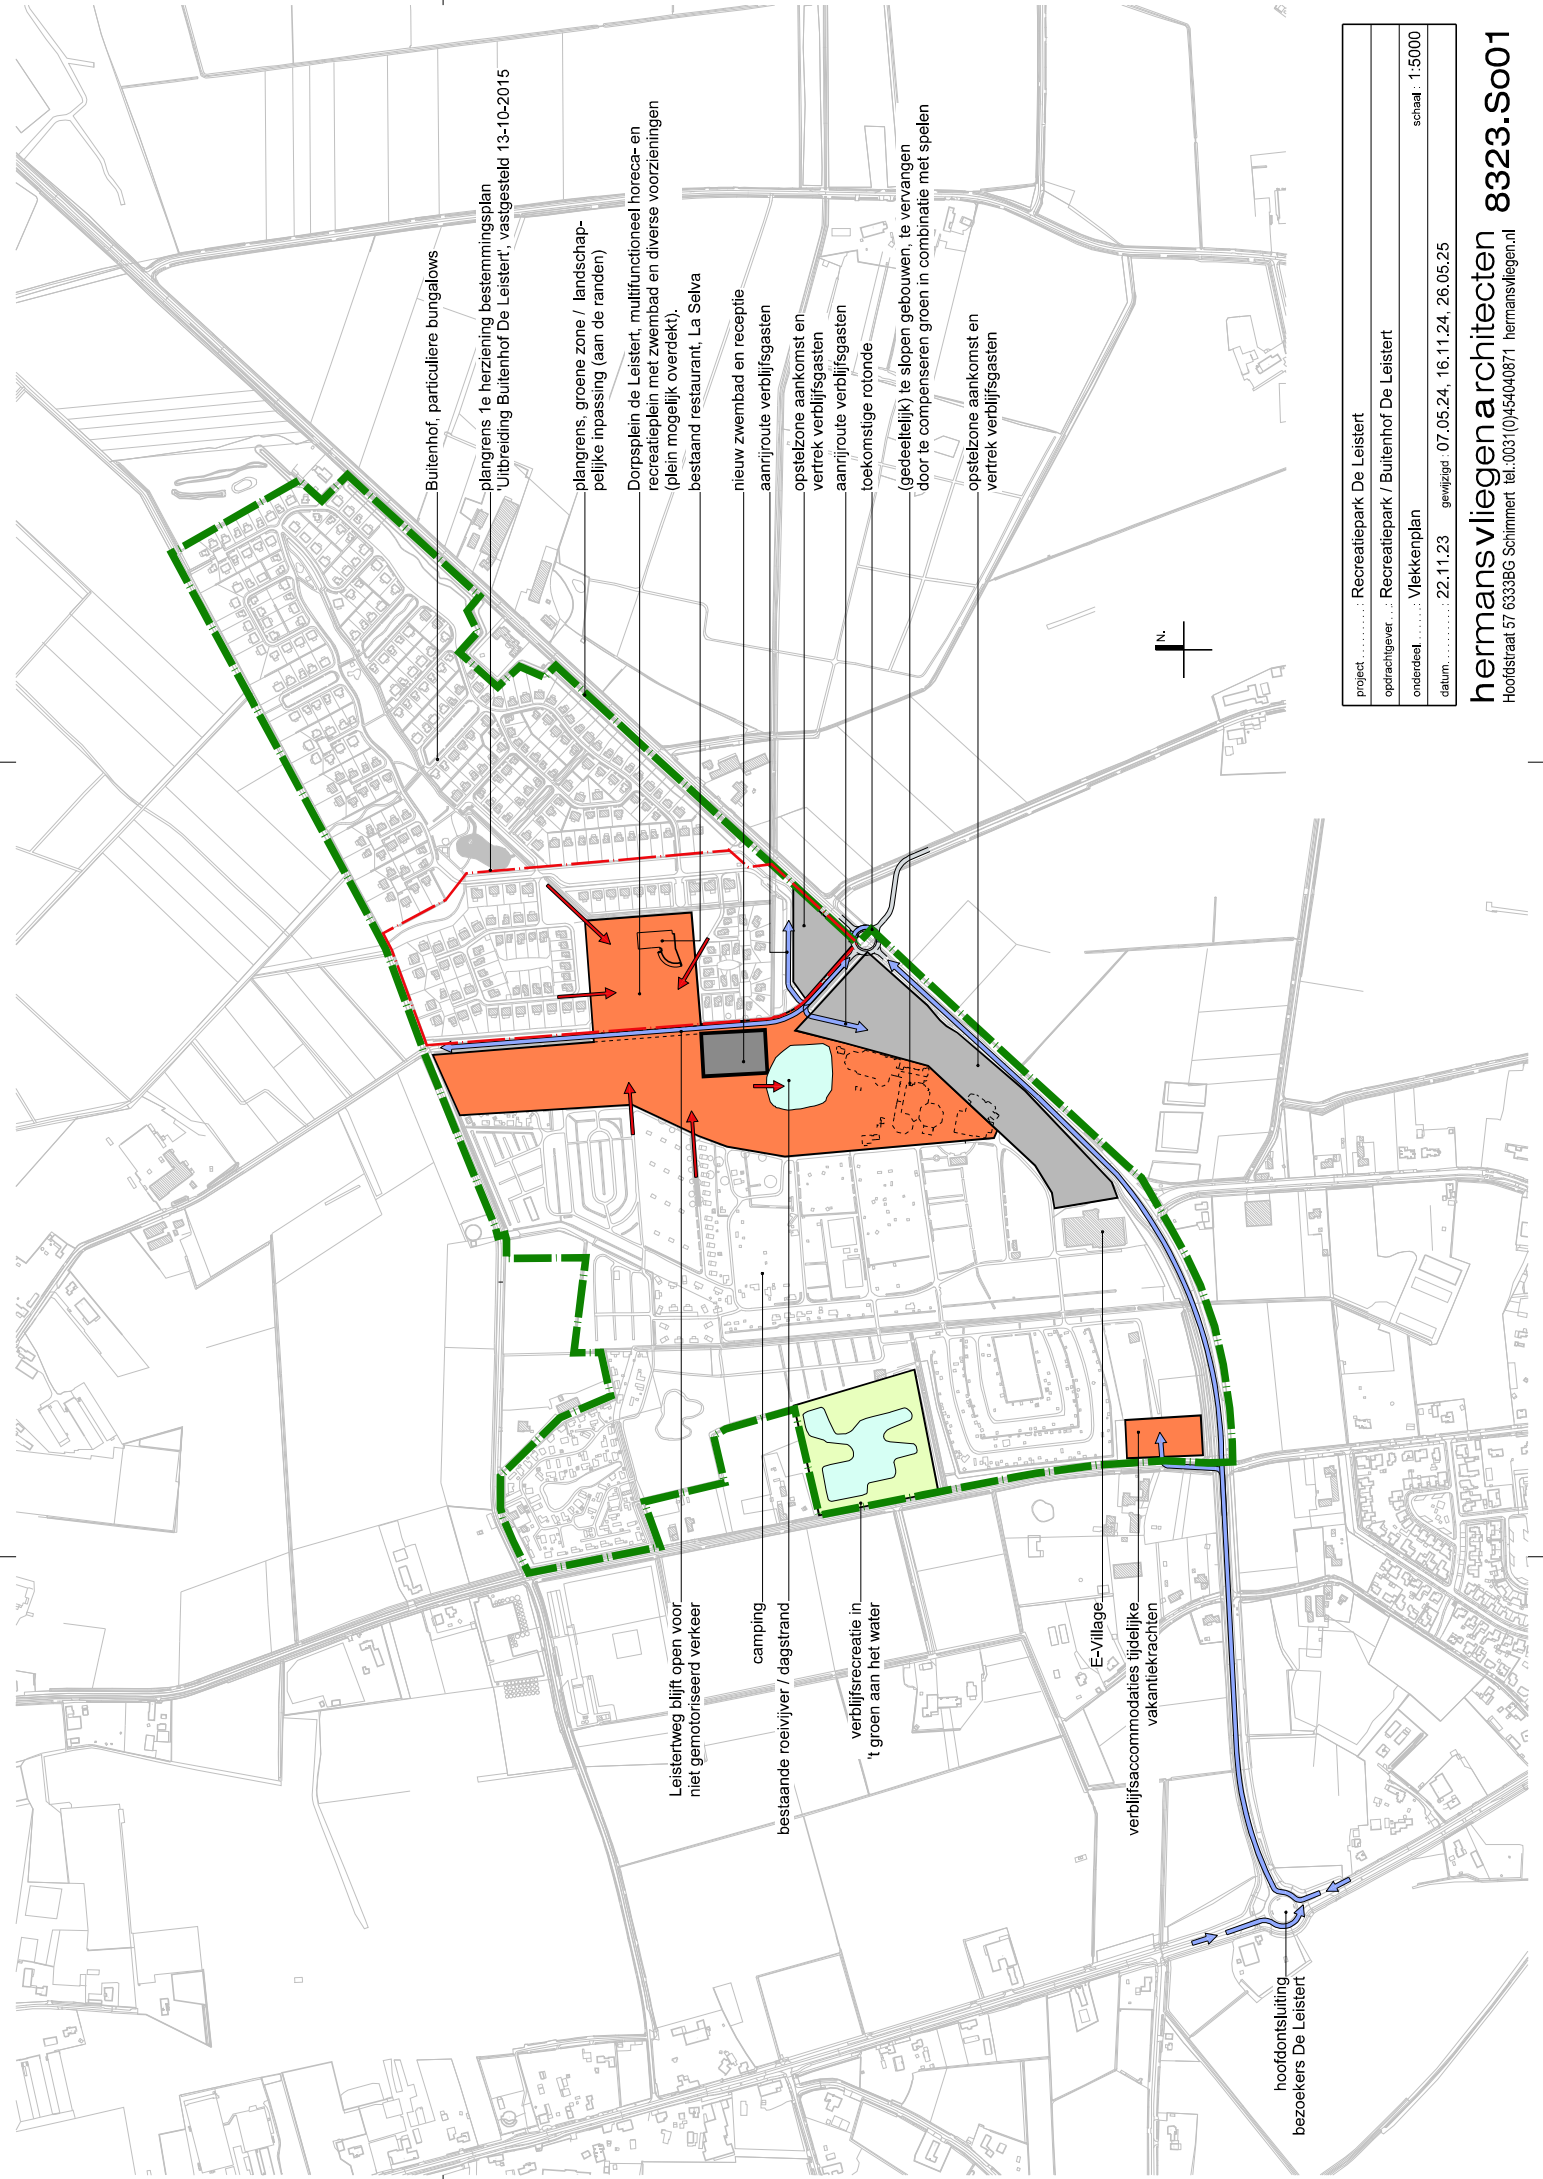 Buitenhof, particuliere bungalows
plangrens 1e herziening bestemmingsplan
'Uitbreiding Buitenhof De Leistert', vastgesteld 13-10-2015
plangrens, groene zone / landschap-
pelijke inpassing (aan de randen)
Dorpsplein de Leistert, multifunctioneel horeca- en
recreatieplein met zwembad en diverse voorzieningen
(plein mogelijk overdekt).
bestaand restaurant, La Selva
nieuw zwembad en receptie
aanrijroute verblijfsgasten
opstelzone aankomst en
vertrek verblijfsgasten
aanrijroute verblijfsgasten
toekomstige rotonde
(gedeeltelijk) te slopen gebouwen, te vervangen
door te compenseren groen in combinatie met spelen
opstelzone aankomst en
vertrek verblijfsgasten
Leistertweg blijft open voor
niet gemotoriseerd verkeer
camping
bestaande roeivijver / dagstrand
verblijfsrecreatie in
't groen aan het water
E-Village
verblijfsaccommodaties tijdelijke
vakantiekrachten
hoofdontsluiting
bezoekers De Leistert
N.
project ........: Recreatiepark De Leistert
opdrachtgever ..: Recreatiepark / Buitenhof De Leistert
onderdeel.......: Vlekkenplan schaal : 1:5000
datum..........: 22.11.23 gewijzigd : 07.05.24, 16.11.24, 26.05.25
hermansvliegenarchitecten 8323.So01
Hoofdstraat 57 6333BG Schimmert tel:0031(0)454040871 hermansvliegen.nl